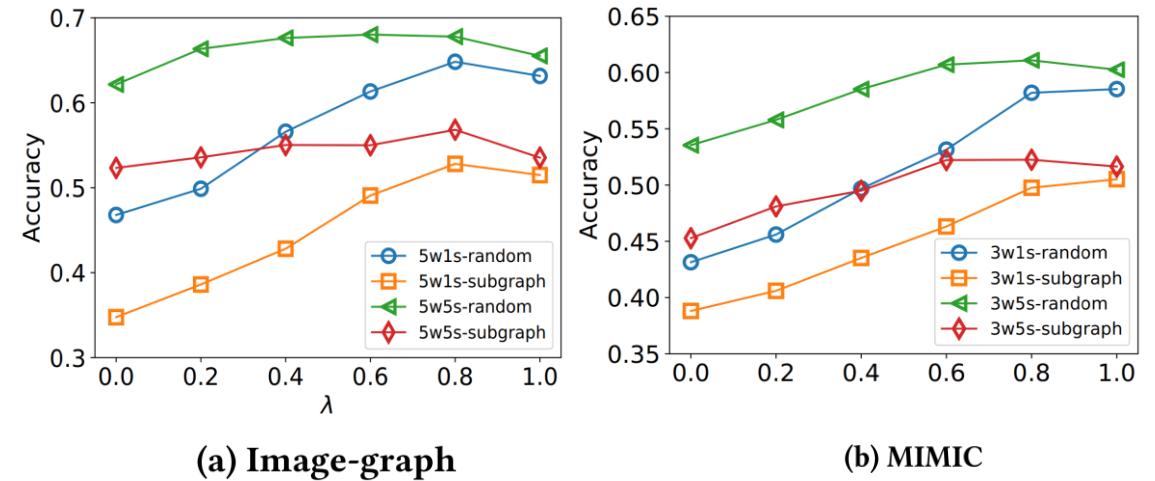 0.7
0.6
0.5
0.4
0.3
Accuracy
0.0 0.2 0.4 0.6 0.8 1.0
λ
5w1s-random
5w1s-subgraph
5w5s-random
5w5s-subgraph
(a) Image-graph
0.65
0.60
0.55
0.50
0.45
0.40
0.35
Accuracy
0.0 0.2 0.4 0.6 0.8 1.0
3w1s-random
3w1s-subgraph
3w5s-random
3w5s-subgraph
(b) MIMIC